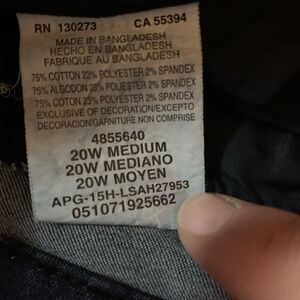 RN 130273 CA 55394
MADE IN BANGLADESH
HECHO EN BANGLADESH
FABRIQUE AU BANGLADESH
75% COTTON 23% POLYESTER 2% SPANDEX
75% ALGODON 23% POLIESTER 2% SPANDEX
75% COTON 23% POLYESTER 2% SPANDEX
EXCLUSIVE OF DECORATION/EXCEPTO
DECORACION/GARNITURE NON COMPRISE
4855640
20W MEDIUM
20W MEDIANO
20W MOYEN
APG-15H-LSAH27953
051071925662